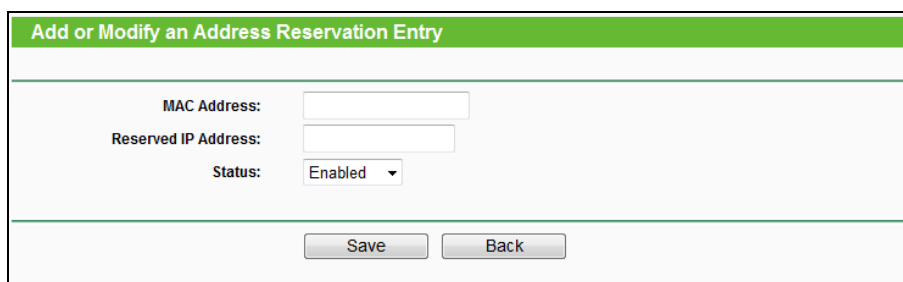 Add or Modify an Address Reservation Entry
MAC Address:
Reserved IP Address:
Status: Enabled
Save Back